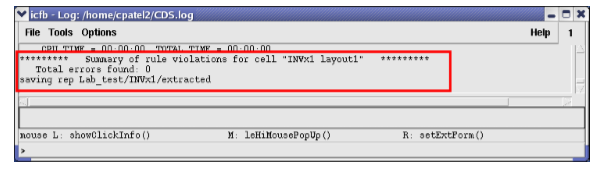 icfb - Log: /home/cpatel2/CDS.log
File Tools Options Help 1
CPU TIME = 00:00:00 TOTAL TIME = 00:00:00
********* Summary of rule violations for cell "INVx1 layout1" *********
Total errors found: 0
saving rep Lab_test/INVx1/extracted
mouse L: showClickInfo() M: leHiMousePopUp() R: setExtForm()
>